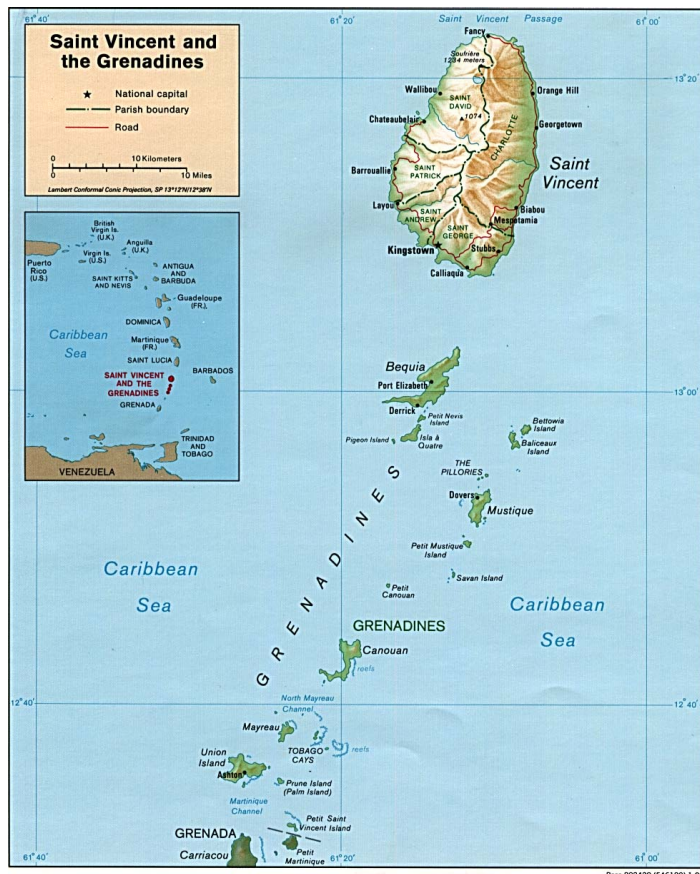 61°40'
61°20'
61°00'
Saint Vincent Passage
Saint Vincent and
the Grenadines
National capital
Parish boundary
Road
0 10 Kilometers
0 10 Miles
Lambert Conformal Conic Projection, SP 13°12'N/12°38'N
Fancy
Soufrière
1234 meters
13°20'
Wallibou
Orange Hill
SAINT
DAVID
1074
Chateaubelair
Georgetown
CHARLOTTE
Saint
Vincent
Barrouallie
SAINT
PATRICK
Layou
SAINT
ANDREW
SAINT
GEORGE
Biabou
Mespotamia
Kingstown
Stubbs
Calliaqua
British
Virgin Is.
(U.K.)
Anguilla
(U.K.)
Virgin Is.
(U.S.)
Puerto
Rico
(U.S.)
SAINT KITTS
AND NEVIS
ANTIGUA
AND
BARBUDA
Guadeloupe
(FR.)
DOMINICA
Martinique
(FR.)
Caribbean
Sea
SAINT LUCIA
BARBADOS
SAINT VINCENT
AND THE
GRENADINES
GRENADA
TRINIDAD
AND
TOBAGO
VENEZUELA
Bequia
Port Elizabeth
13°00'
Derrick
Petit Nevis
Island
Pigeon Island
Isla à
Quatre
Bettowia
Island
Baliceaux
Island
THE
PILLORIES
Dovers
Mustique
GRENADINES
Petit Mustique
Island
Savan Island
Petit
Canouan
Caribbean
Sea
Caribbean
Sea
GRENADINES
Canouan
reefs
12°40'
12°40'
North Mayreau
Channel
Mayreau
TOBAGO
CAYS
reefs
Union
Island
Ashton
Prune Island
(Palm Island)
Martinique
Channel
Petit Saint
Vincent Island
GRENADA
Carriacou
Petit
Martinique
61°40'
61°20'
61°00'